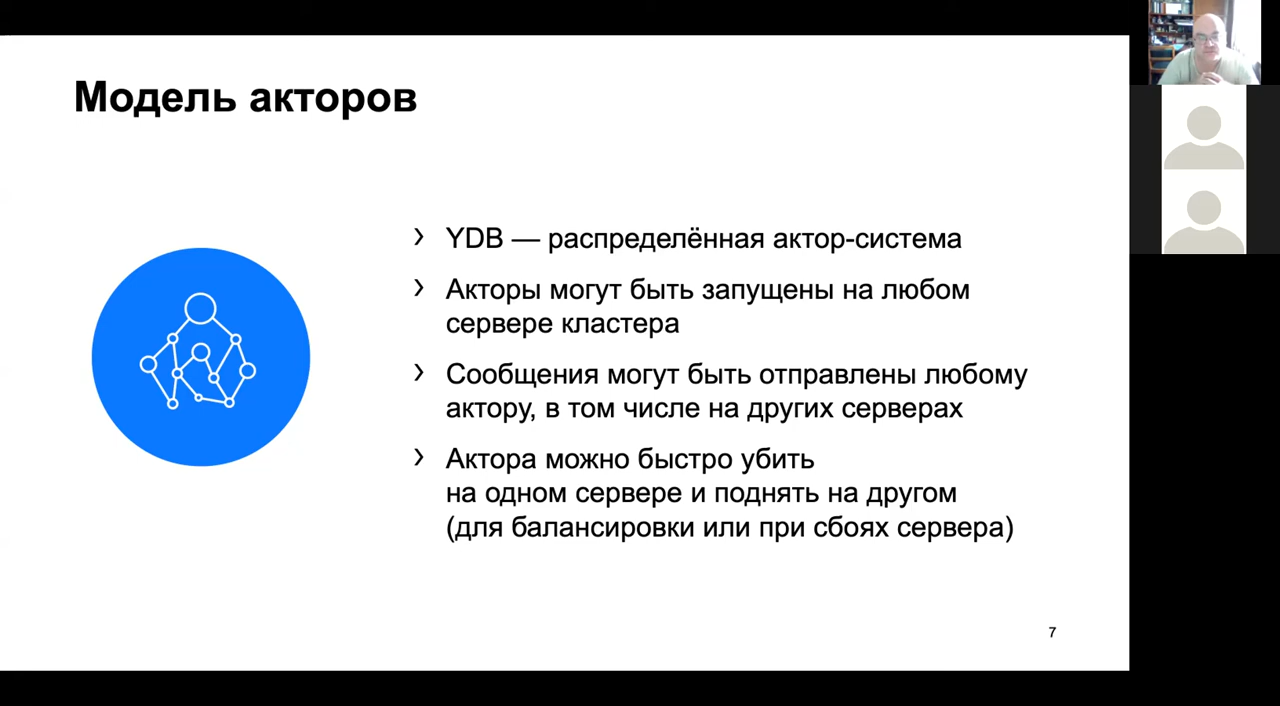 Модель акторов
› YDB — распределённая актор-система
› Акторы могут быть запущены на любом
сервере кластера
› Сообщения могут быть отправлены любому
актору, в том числе на других серверах
› Актора можно быстро убить
на одном сервере и поднять на другом
(для балансировки или при сбоях сервера)
7